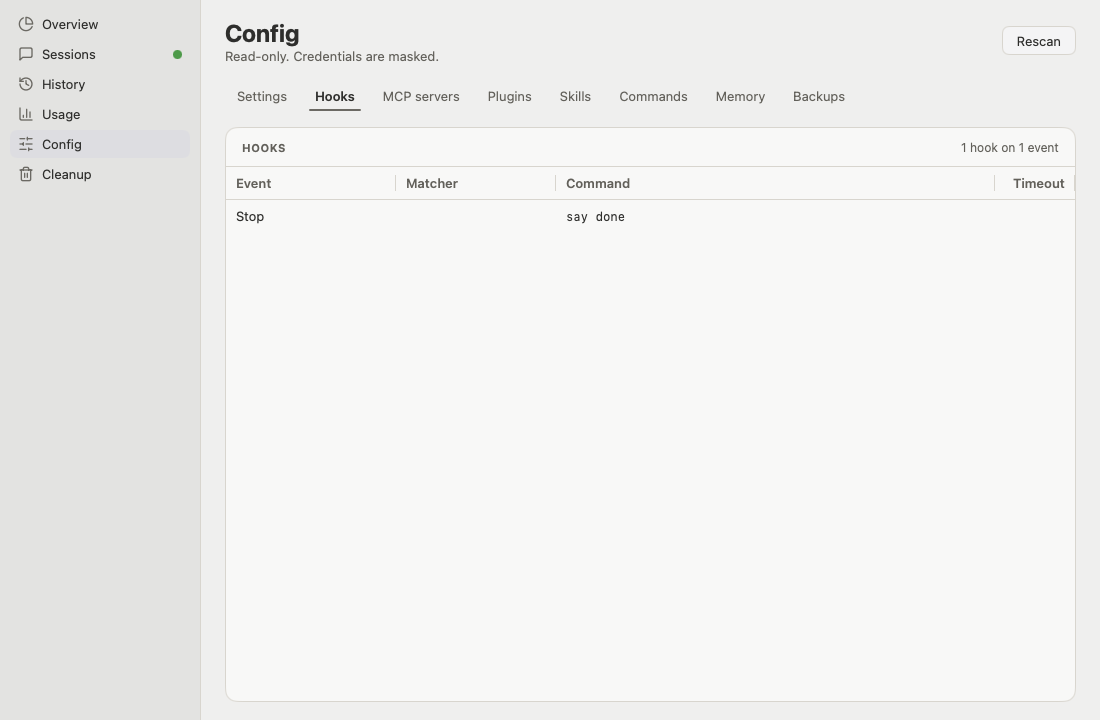 Overview
Sessions
History
Usage
Config
Cleanup
Config
Read-only. Credentials are masked.
Rescan
Settings Hooks MCP servers Plugins Skills Commands Memory Backups
HOOKS 1 hook on 1 event
Event Matcher Command Timeout
Stop say done